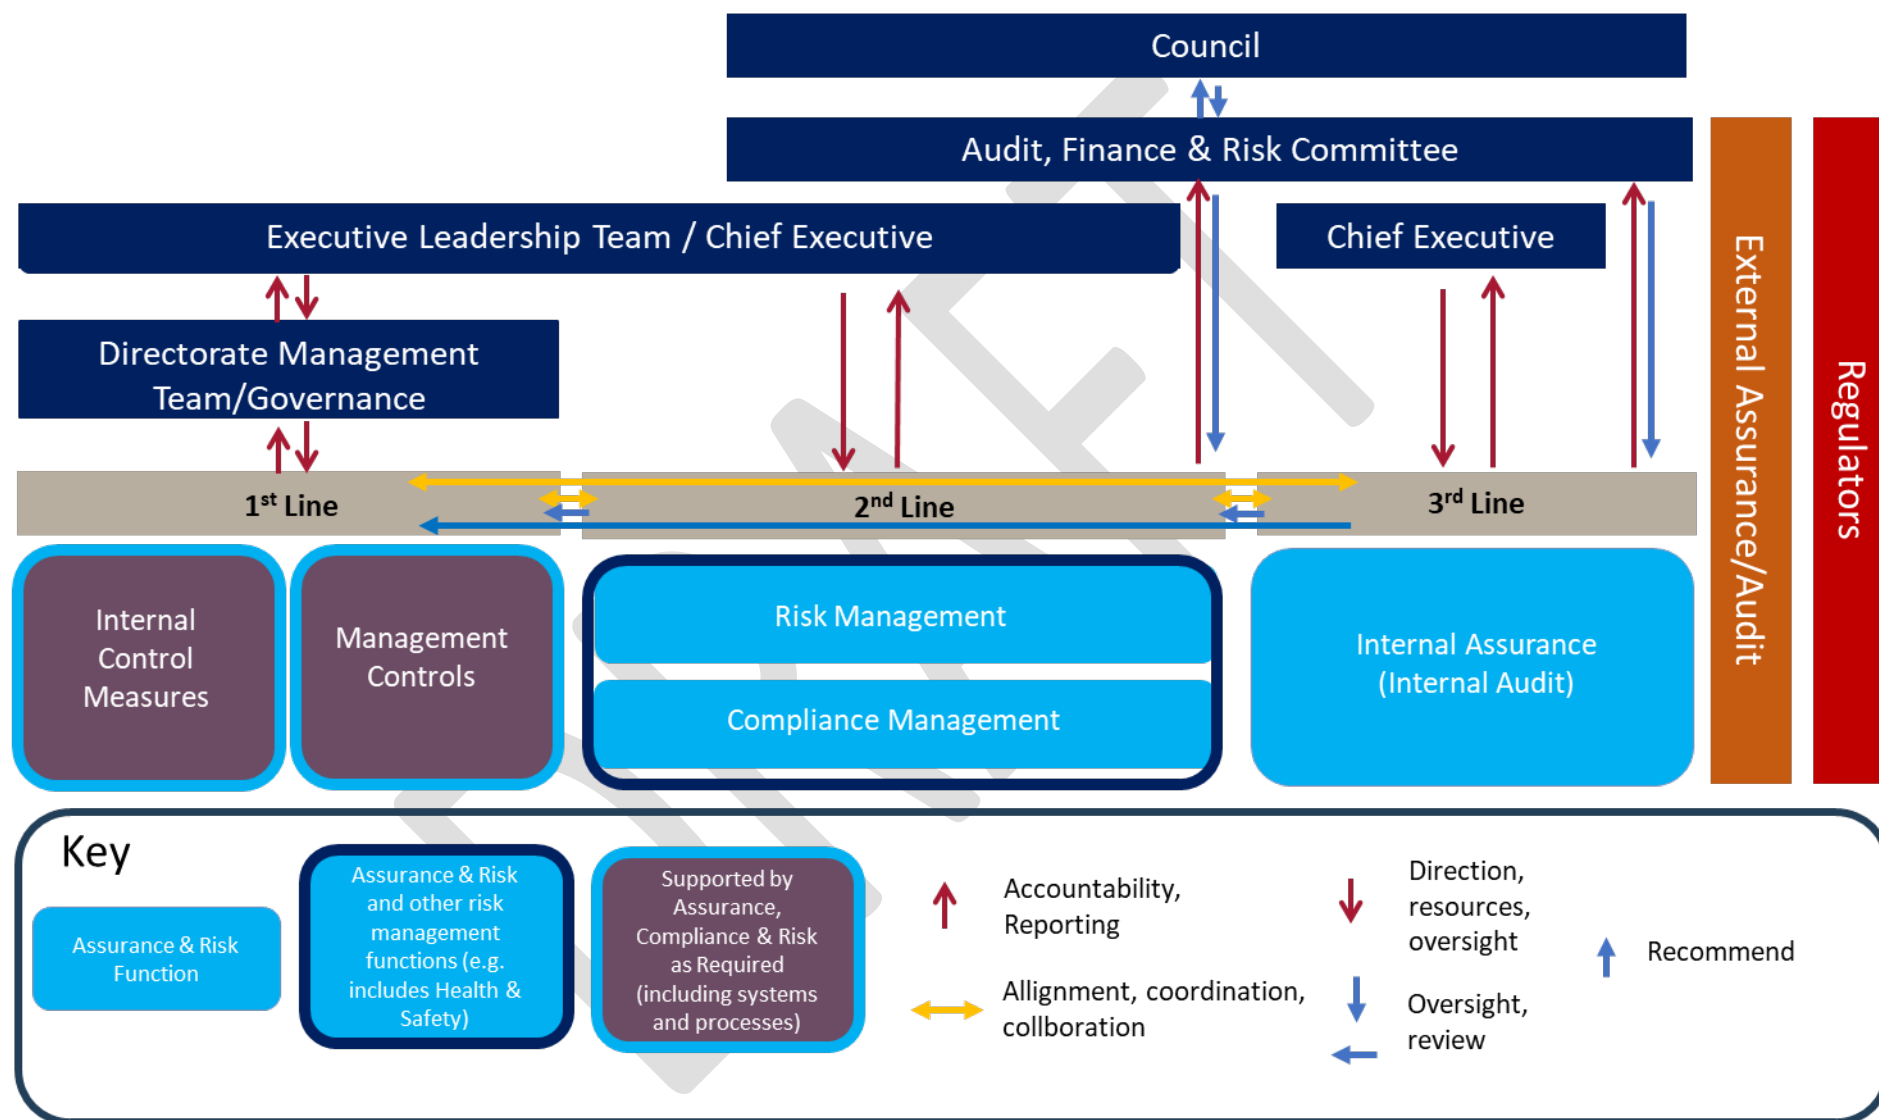 Council
Audit, Finance & Risk Committee
Executive Leadership Team / Chief Executive
Chief Executive
Directorate Management
Team/Governance
1st Line
2nd Line
3rd Line
Internal
Control
Measures
Management
Controls
Risk Management
Compliance Management
Internal Assurance
(Internal Audit)
External Assurance/Audit
Regulators
DRAFT
Key
Assurance & Risk
Function
Assurance & Risk
and other risk
management
functions (e.g.
includes Health &
Safety)
Supported by
Assurance,
Compliance & Risk
as Required
(including systems
and processes)
Accountability,
Reporting
Allignment, coordination,
collboration
Direction,
resources,
oversight
Oversight,
review
Recommend